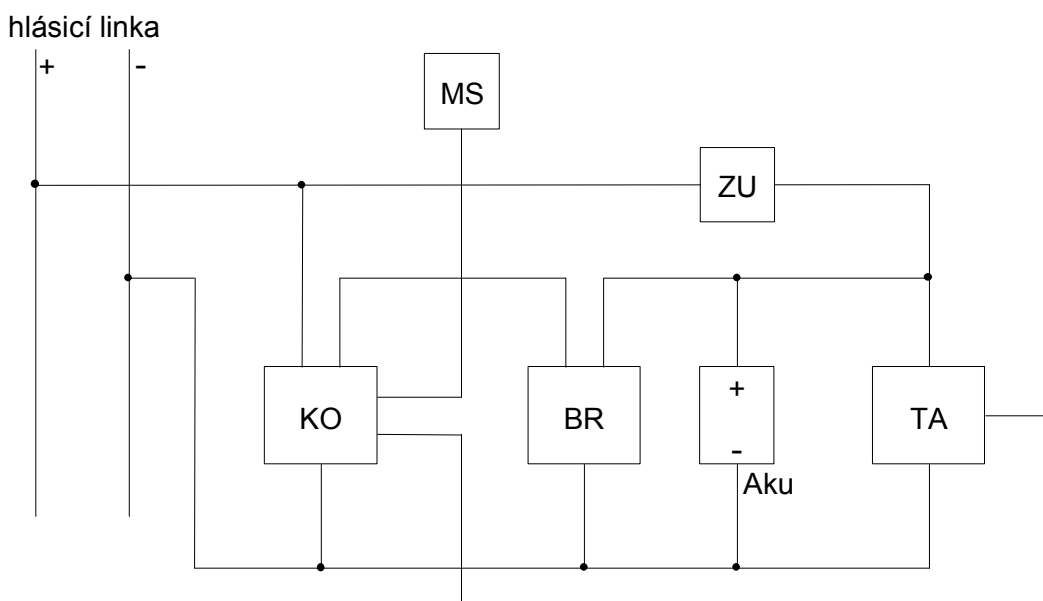 hlásicí linka
+ -
MS
ZU
KO
BR
+
-
Aku
TA